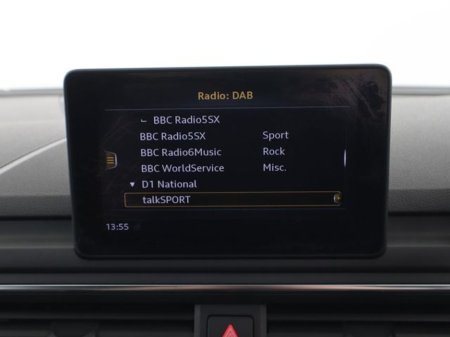 Radio: DAB
BBC Radio5SX
BBC Radio5SX Sport
BBC Radio6Music Rock
BBC WorldService Misc.
D1 National
talkSPORT
13:55